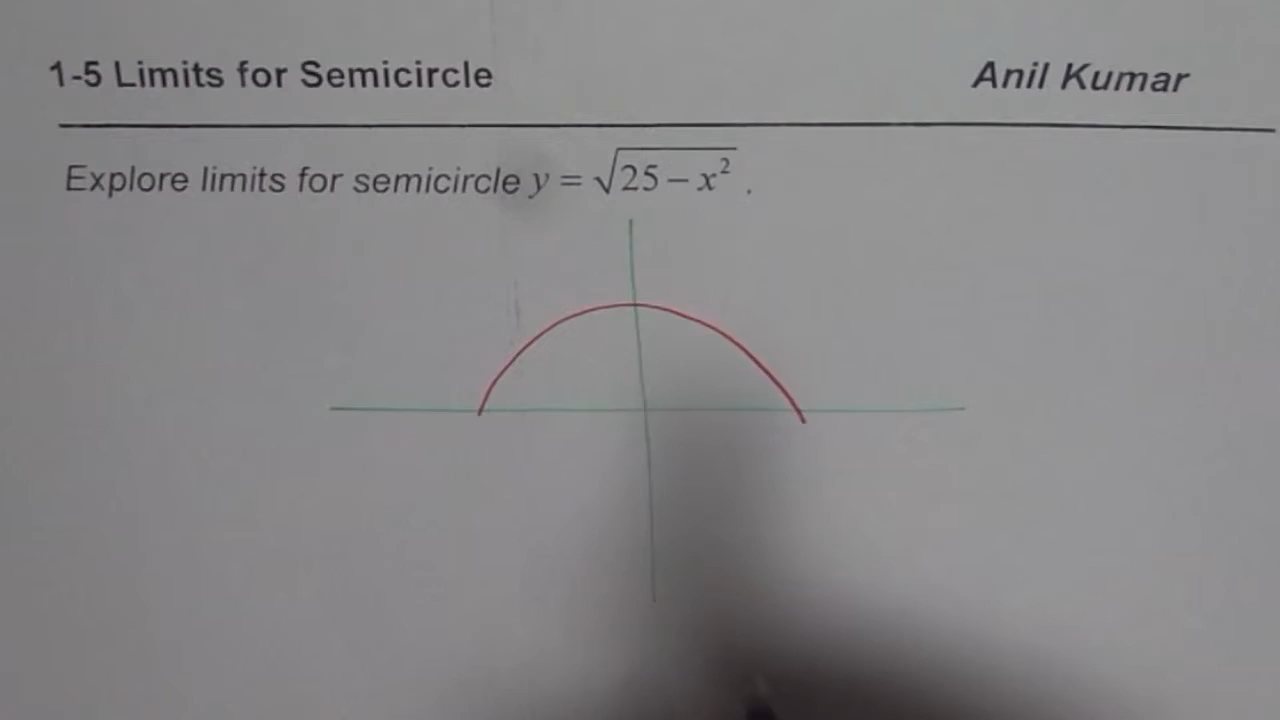 1-5 Limits for Semicircle Anil Kumar
Explore limits for semicircle y = √25 − x² .